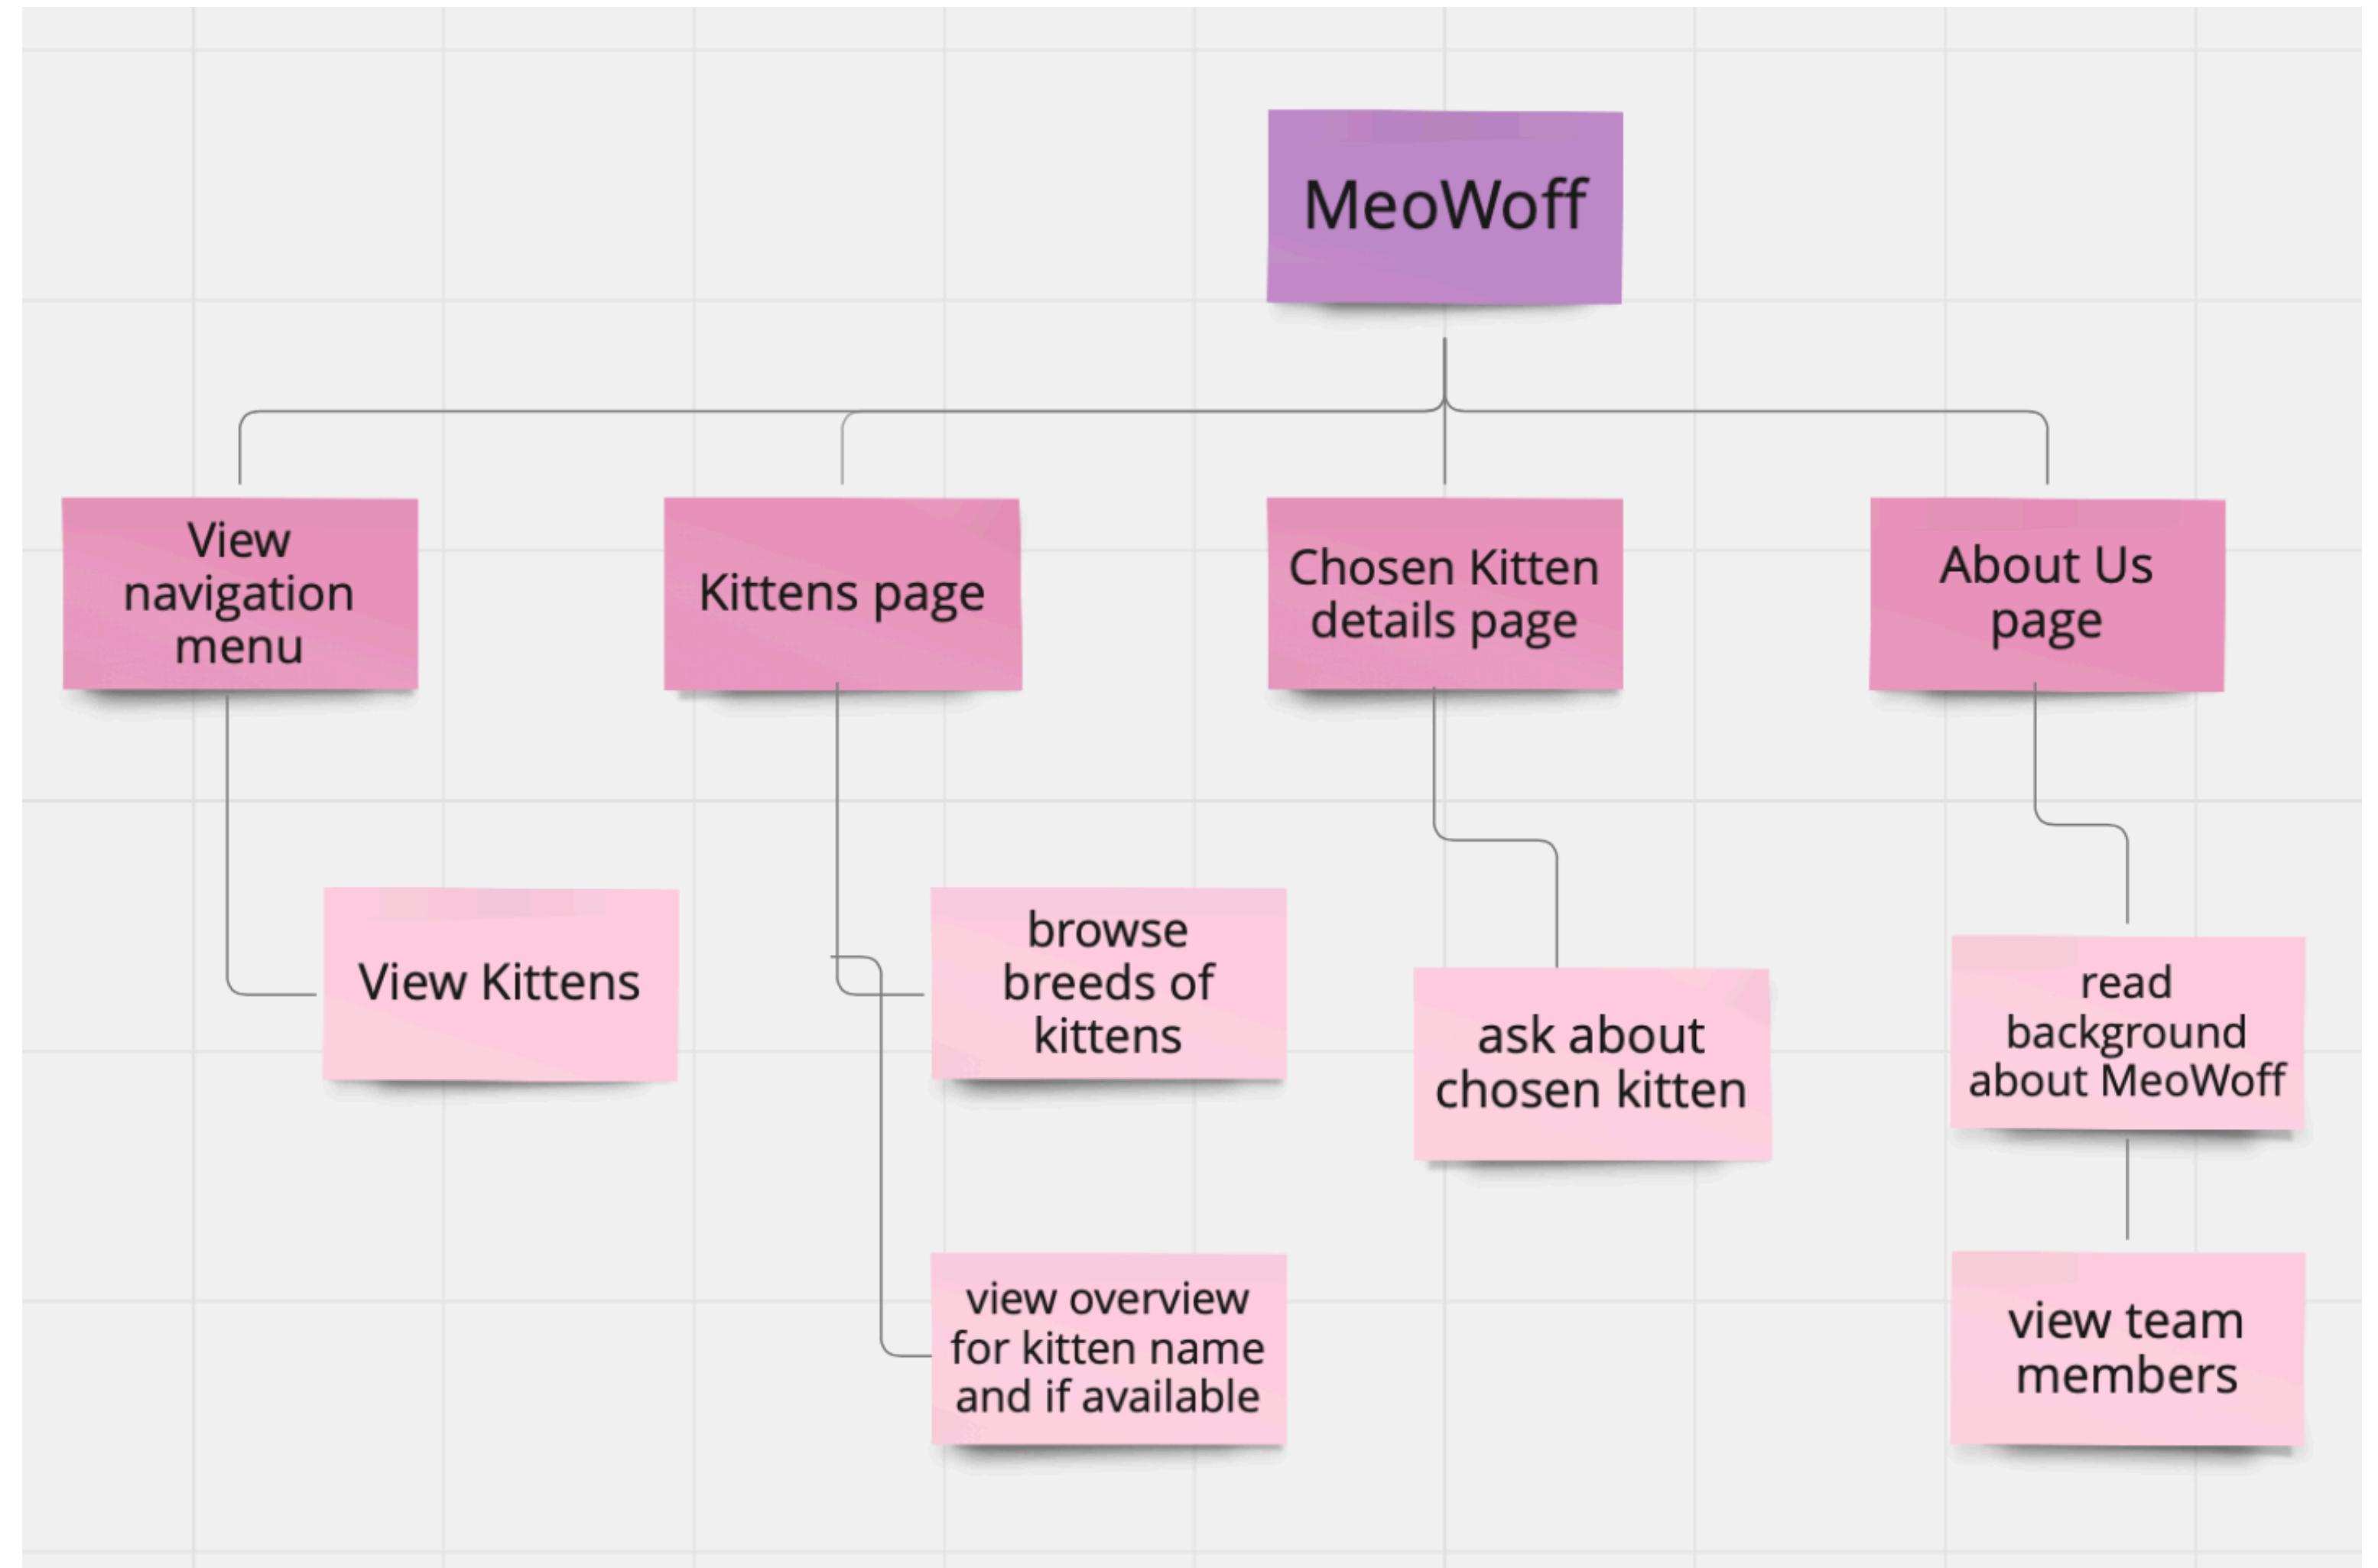 MeoWoff
View
navigation
menu
Kittens page
Chosen Kitten
details page
About Us
page
View Kittens
browse
breeds of
kittens
ask about
chosen kitten
read
background
about MeoWoff
view overview
for kitten name
and if available
view team
members